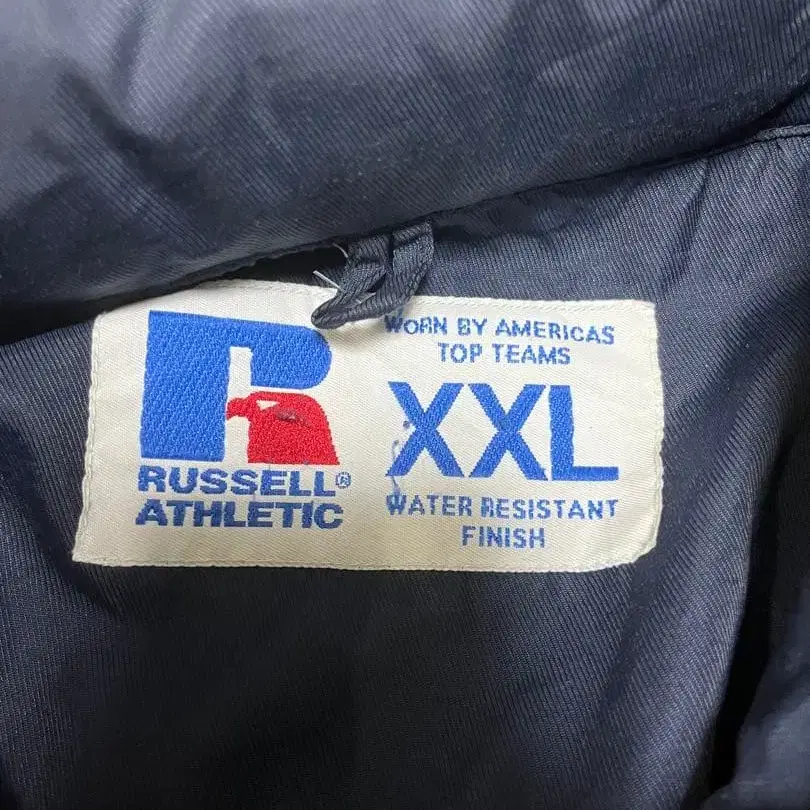 R
RUSSELL®
ATHLETIC
WORN BY AMERICAS
TOP TEAMS
XXL
WATER RESISTANT
FINISH